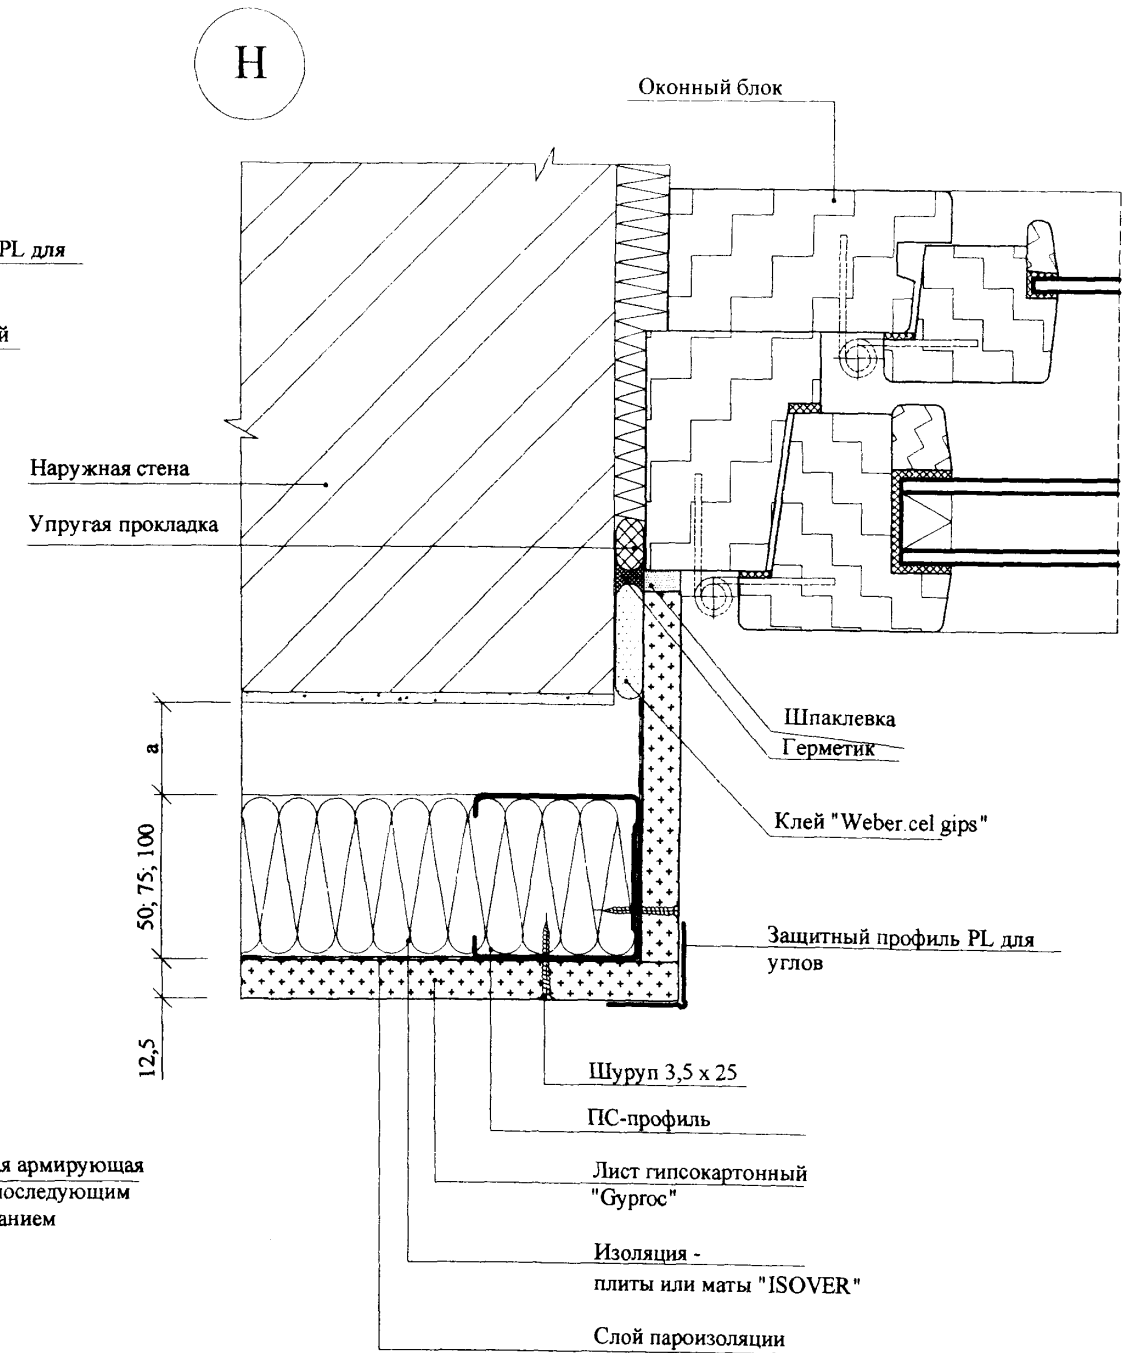 Н
Оконный блок
PL для
й
Наружная стена
Упругая прокладка
Шпаклевка
Герметик
а
Клей "Weber.cel gips"
50; 75; 100
Защитный профиль PL для
углов
12,5
Шуруп 3,5 х 25
ПС-профиль
я армирующая
последующим
анием
Лист гипсокартонный
"Gyproc"
Изоляция -
плиты или маты "ISOVER"
Слой пароизоляции